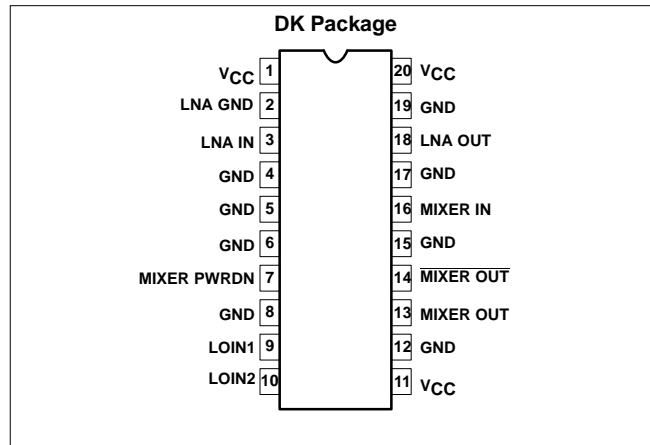 DK Package
VCC 1 20 VCC
LNA GND 2 19 GND
LNA IN 3 18 LNA OUT
GND 4 17 GND
GND 5 16 MIXER IN
GND 6 15 GND
MIXER PWRDN 7 14 MIXER OUT
GND 8 13 MIXER OUT
LOIN1 9 12 GND
LOIN2 10 11 VCC